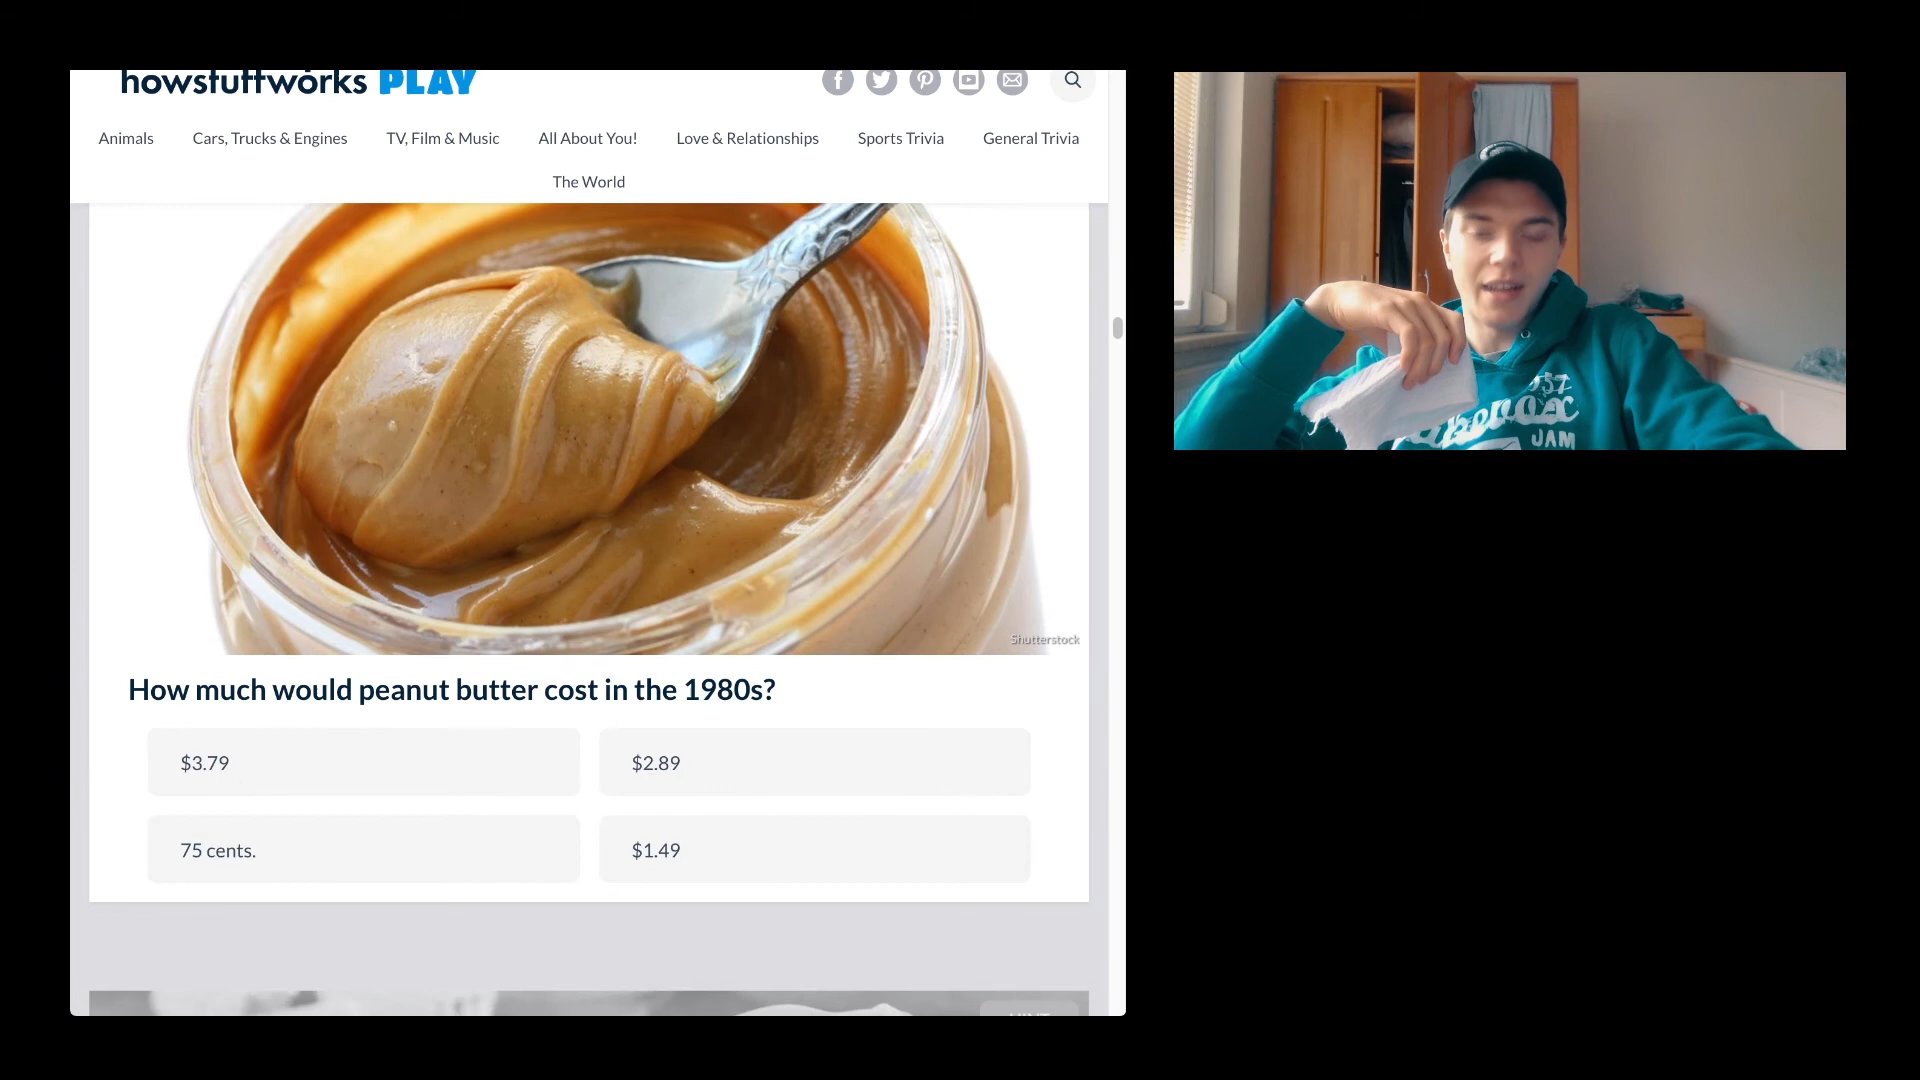 howstuffworks PLAY
Animals Cars, Trucks & Engines TV, Film & Music All About You! Love & Relationships Sports Trivia General Trivia
The World
Shutterstock
How much would peanut butter cost in the 1980s?
$3.79 $2.89
75 cents. $1.49
JAM